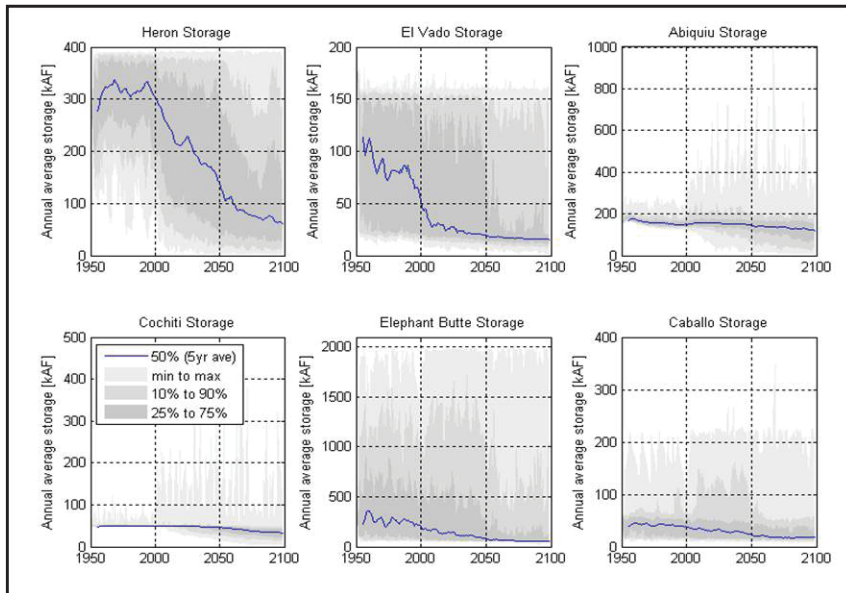 Heron Storage
Annual average storage [kAF]
400
300
200
100
0
1950 2000 2050 2100
El Vado Storage
Annual average storage [kAF]
200
150
100
50
0
1950 2000 2050 2100
Abiquiu Storage
Annual average storage [kAF]
1000
800
600
400
200
0
1950 2000 2050 2100
Cochiti Storage
Annual average storage [kAF]
500
400
300
200
100
0
1950 2000 2050 2100
50% (5yr ave)
min to max
10% to 90%
25% to 75%
Elephant Butte Storage
Annual average storage [kAF]
2000
1500
1000
500
0
1950 2000 2050 2100
Caballo Storage
Annual average storage [kAF]
400
300
200
100
0
1950 2000 2050 2100